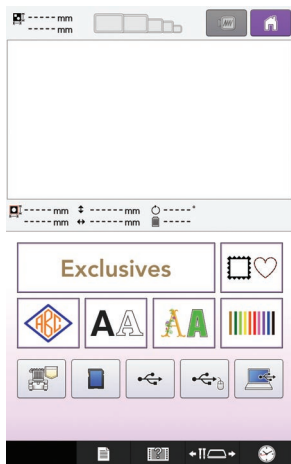 ----- mm
----- mm
----- mm ----- mm ----- °
----- mm ----- mm -----
Exclusives
ABC
A A
A A